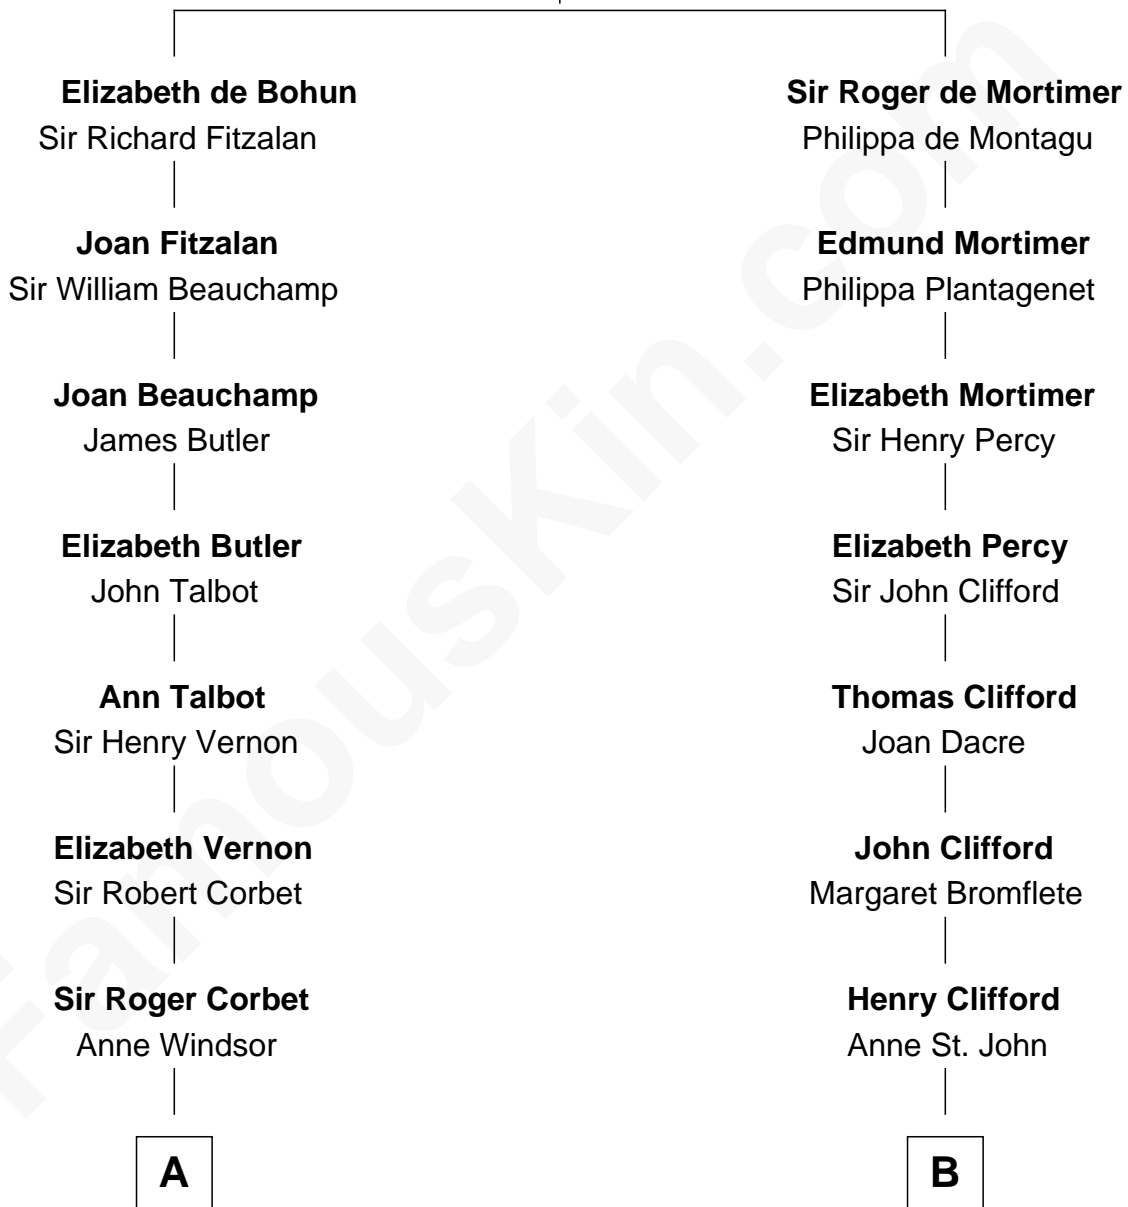 Elizabeth de Bohun
Sir Richard Fitzalan
Joan Fitzalan
Sir William Beauchamp
Joan Beauchamp
James Butler
Elizabeth Butler
John Talbot
Ann Talbot
Sir Henry Vernon
Elizabeth Vernon
Sir Robert Corbet
Sir Roger Corbet
Anne Windsor
A
Sir Roger de Mortimer
Philippa de Montagu
Edmund Mortimer
Philippa Plantagenet
Elizabeth Mortimer
Sir Henry Percy
Elizabeth Percy
Sir John Clifford
Thomas Clifford
Joan Dacre
John Clifford
Margaret Bromflete
Henry Clifford
Anne St. John
B
FamousKin.com